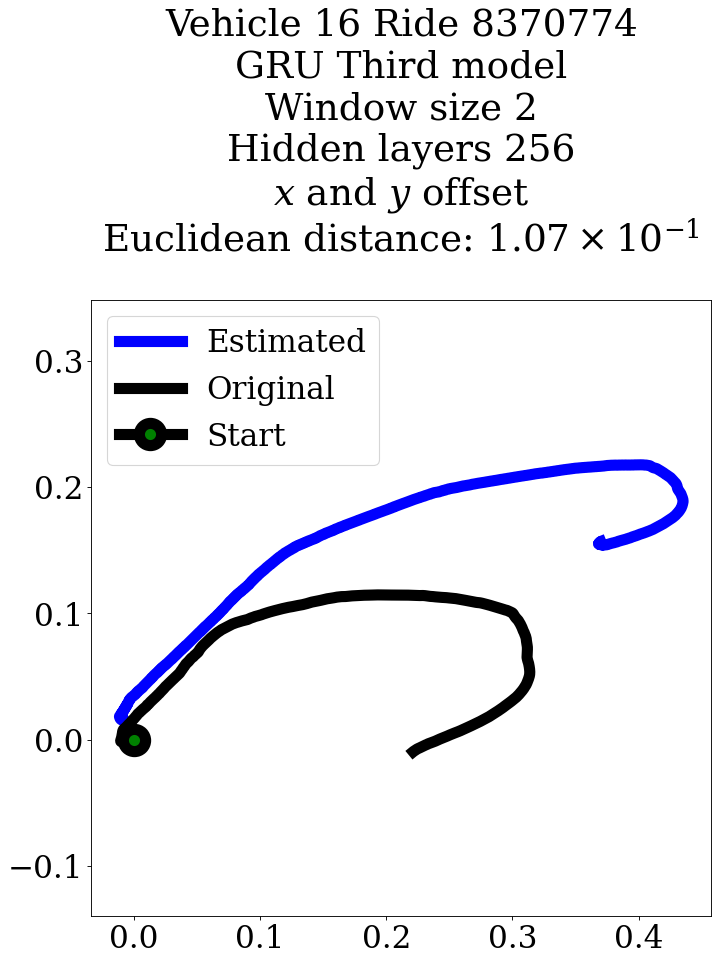 Vehicle 16 Ride 8370774
GRU Third model
Window size 2
Hidden layers 256
x and y offset
Euclidean distance: 1.07 × 10⁻¹
Estimated
Original
Start
0.3
0.2
0.1
0.0
−0.1
0.0 0.1 0.2 0.3 0.4